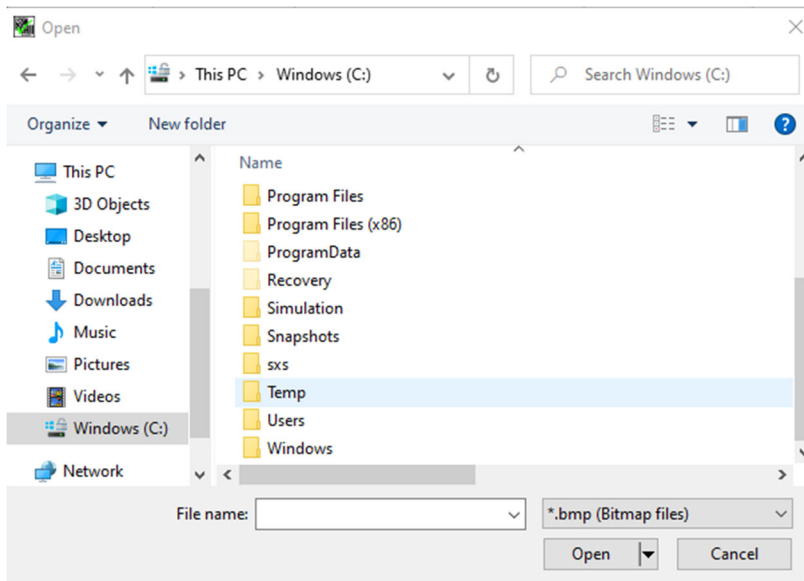 Open
This PC > Windows (C:)
Search Windows (C:)
Organize
New folder
?
This PC
3D Objects
Desktop
Documents
Downloads
Music
Pictures
Videos
Windows (C:)
Network
Name
Program Files
Program Files (x86)
ProgramData
Recovery
Simulation
Snapshots
sxs
Temp
Users
Windows
File name:
*.bmp (Bitmap files)
Open
Cancel